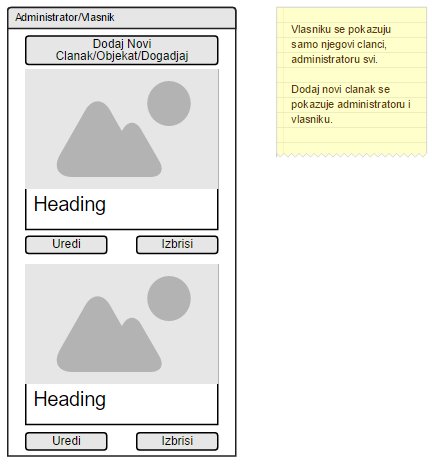 Administrator/Vlasnik
Dodaj Novi
Clanak/Objekat/Dogadjaj
Heading
Uredi Izbrisi
Heading
Uredi Izbrisi
Vlasniku se pokazuju
samo njegovi clanci,
administratoru svi.
Dodaj novi clanak se
pokazuje administratoru i
vlasniku.